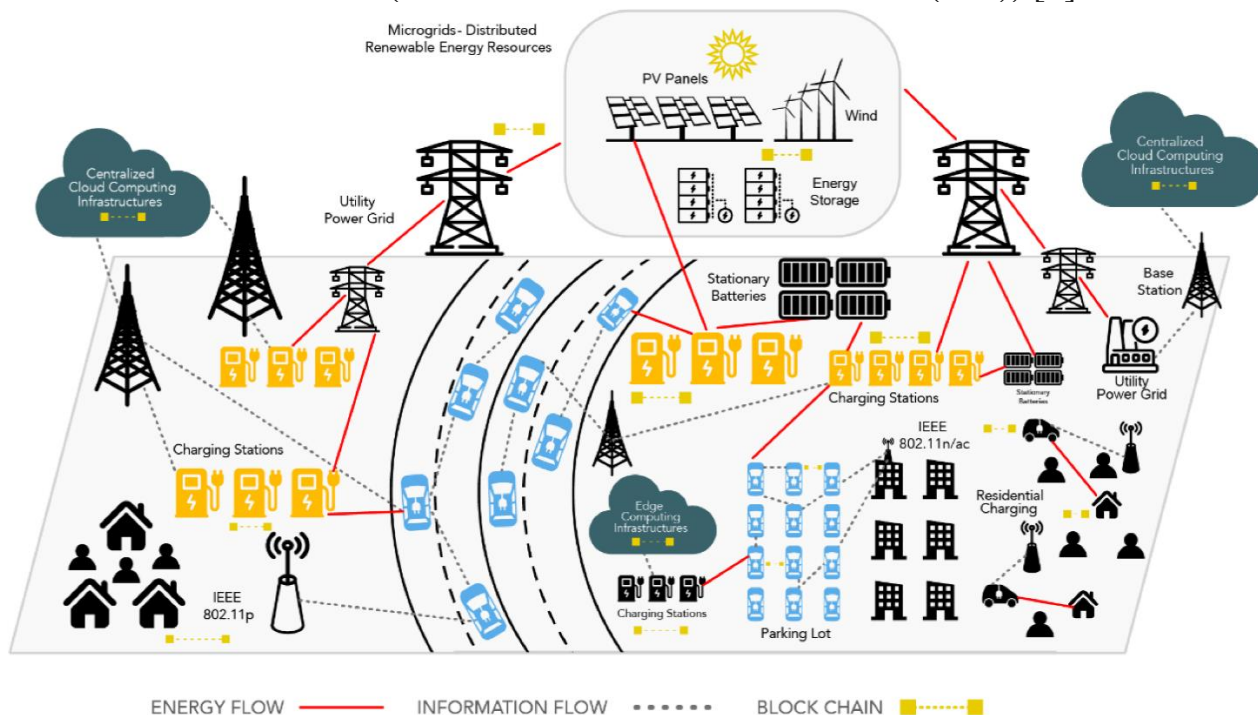 Microgrids- Distributed
Renewable Energy Resources
PV Panels
Wind
Energy
Storage
Centralized
Cloud Computing
Infrastructures
Utility
Power Grid
Centralized
Cloud Computing
Infrastructures
Stationary
Batteries
Base
Station
Charging Stations
Stationary
Batteries
Utility
Power Grid
Charging Stations
IEEE
802.11n/ac
Edge
Computing
Infrastructures
Residential
Charging
IEEE
802.11p
Charging Stations
Parking Lot
ENERGY FLOW
INFORMATION FLOW
BLOCK CHAIN